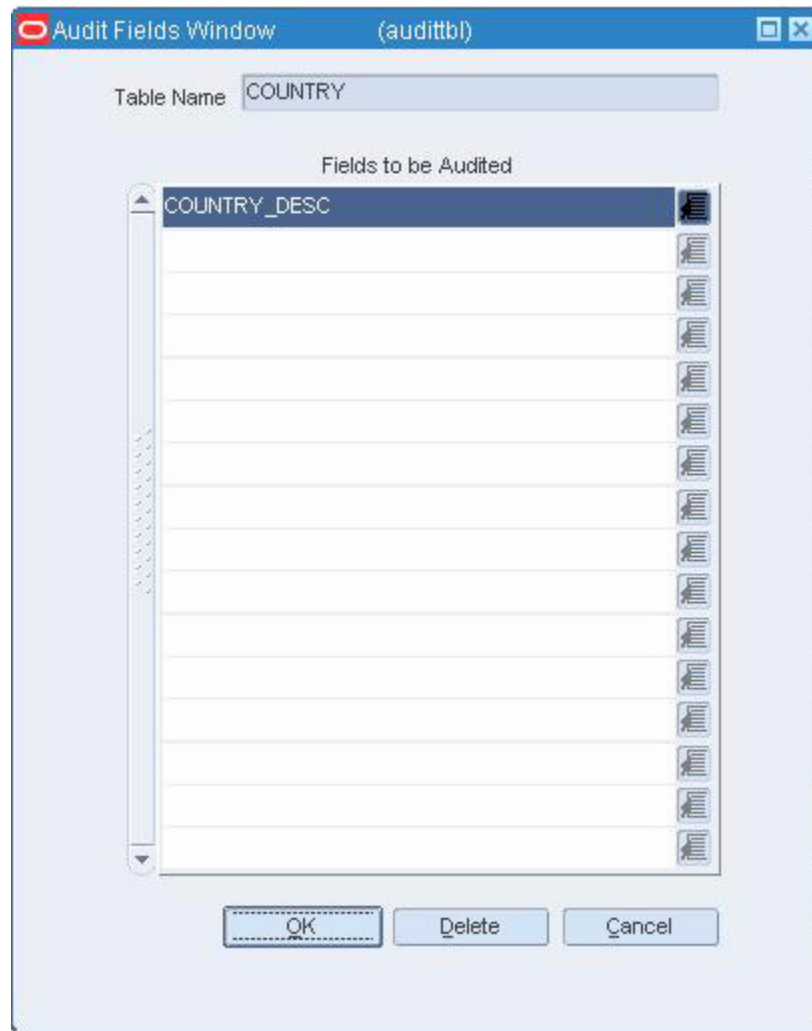 Audit Fields Window (audittbl)
Table Name COUNTRY
Fields to be Audited
COUNTRY_DESC
OK Delete Cancel